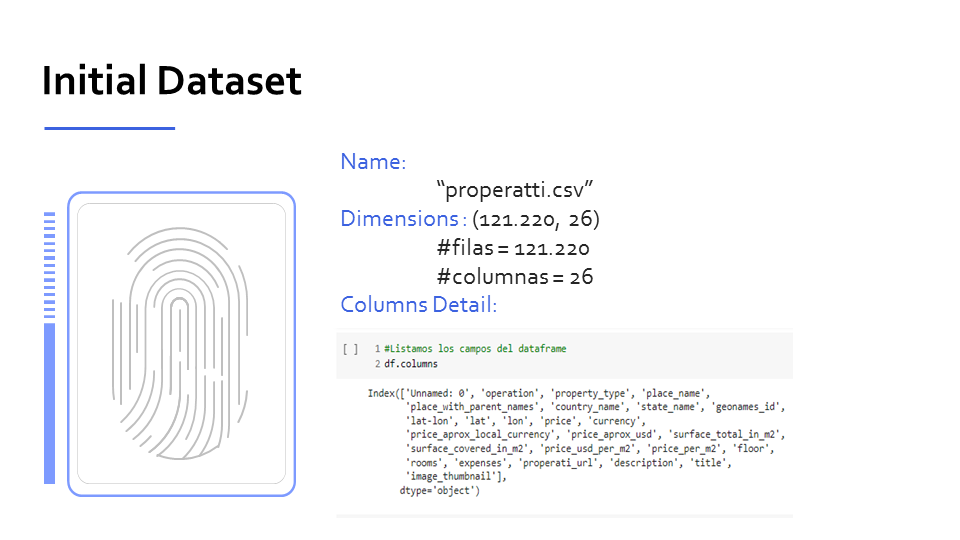 Initial Dataset
Name:
“properatti.csv”
Dimensions : (121.220, 26)
#filas = 121.220
#columnas = 26
Columns Detail:
[ ] 1 #Listamos los campos del dataframe
2 df.columns
Index(['Unnamed: 0', 'operation', 'property_type', 'place_name',
'place_with_parent_names', 'country_name', 'state_name', 'geonames_id',
'lat-lon', 'lat', 'lon', 'price', 'currency',
'price_aprox_local_currency', 'price_aprox_usd', 'surface_total_in_m2',
'surface_covered_in_m2', 'price_usd_per_m2', 'price_per_m2', 'floor',
'rooms', 'expenses', 'properati_url', 'description', 'title',
'image_thumbnail'],
dtype='object')